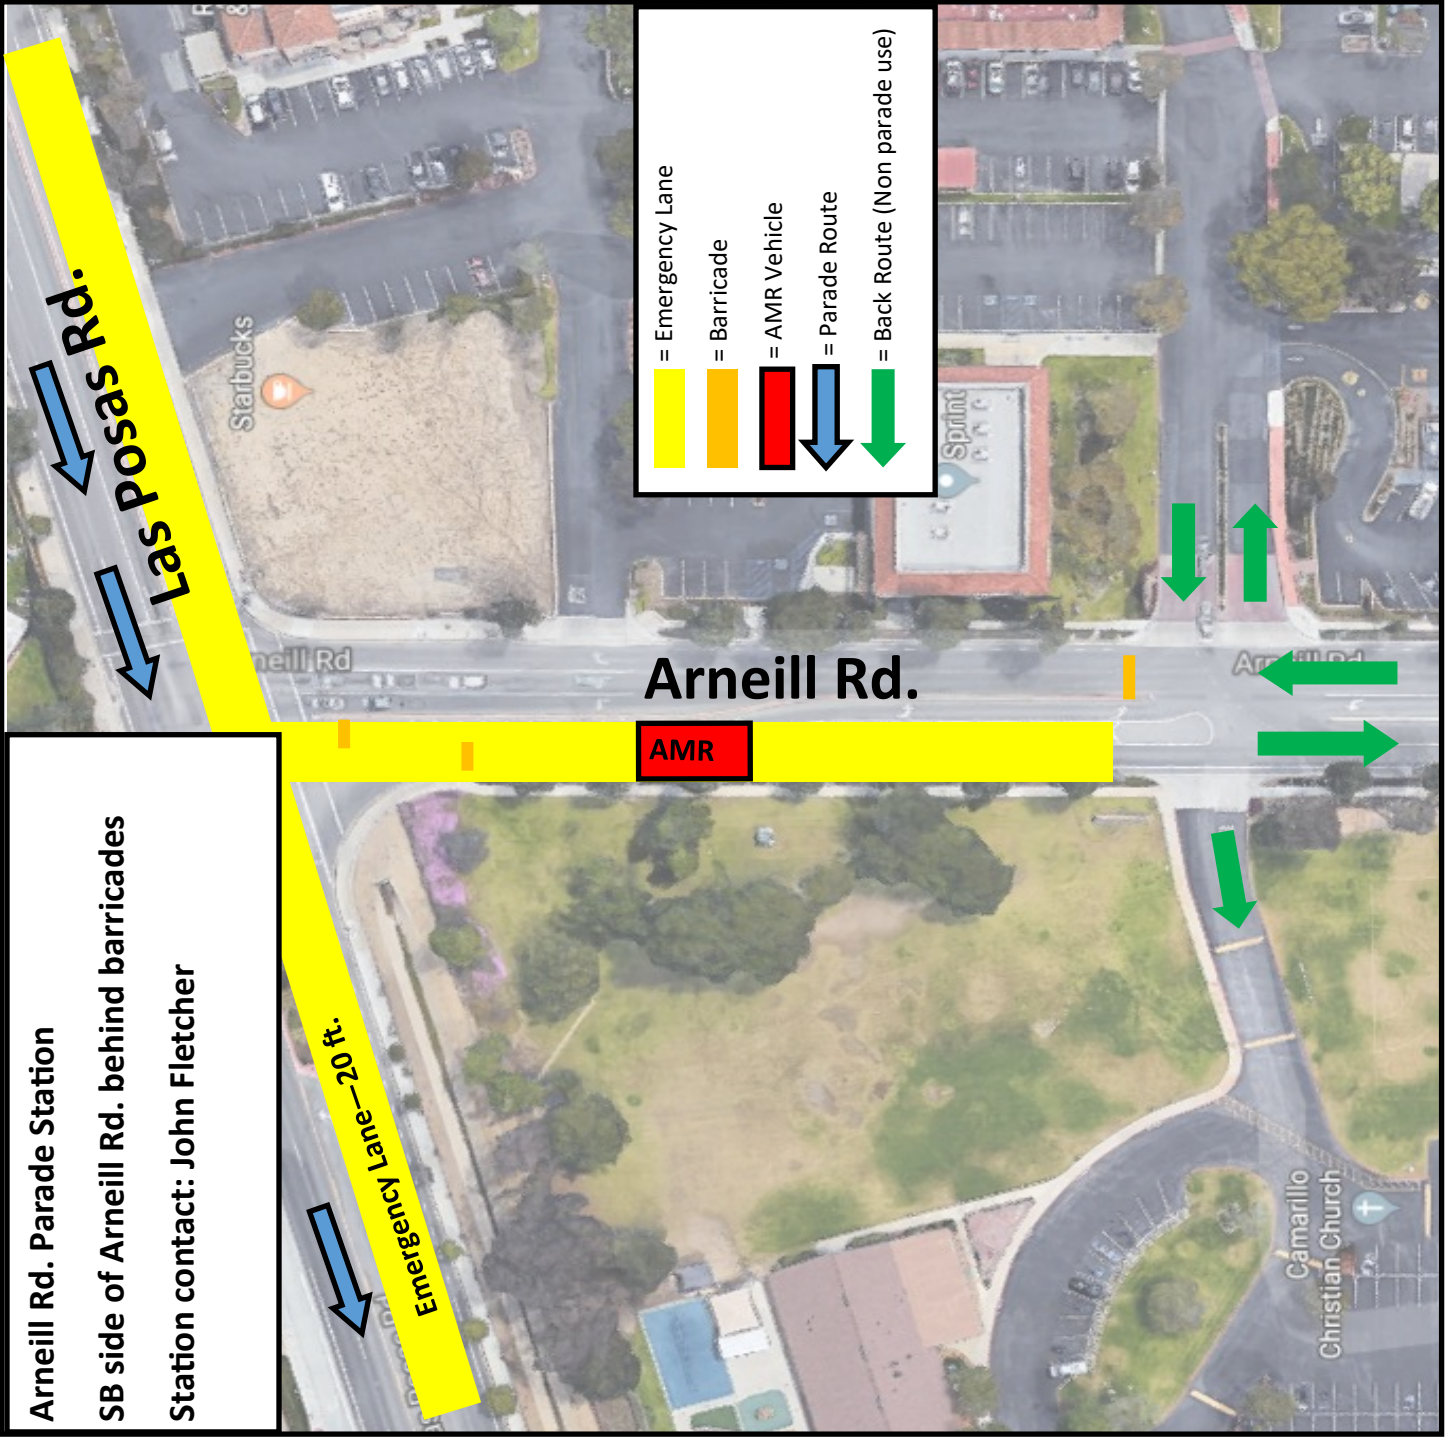 Las Posas Rd.
Starbucks
= Emergency Lane
= Barricade
= AMR Vehicle
= Parade Route
= Back Route (Non parade use)
Sprint
neill Rd
Arneill Rd.
AMR
Arneill Rd. Parade Station
SB side of Arneill Rd. behind barricades
Station contact: John Fletcher
Emergency Lane—20 ft.
Camarillo
Christian Church